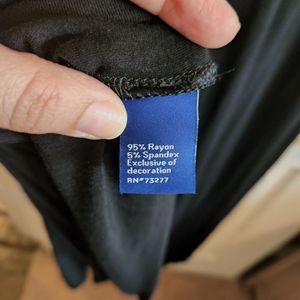 95% Rayon
5% Spandex
Exclusive of
decoration
RN#73277